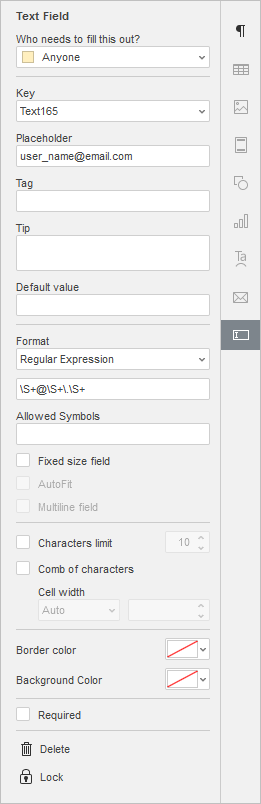 Text Field
Who needs to fill this out?
Anyone
Key
Text165
Placeholder
user_name@email.com
Tag
Tip
Default value
Format
Regular Expression
\S+@\S+\.\S+
Allowed Symbols
Fixed size field
AutoFit
Multiline field
Characters limit 10
Comb of characters
Cell width
Auto
Border color
Background Color
Required
Delete
Lock
¶
Ta